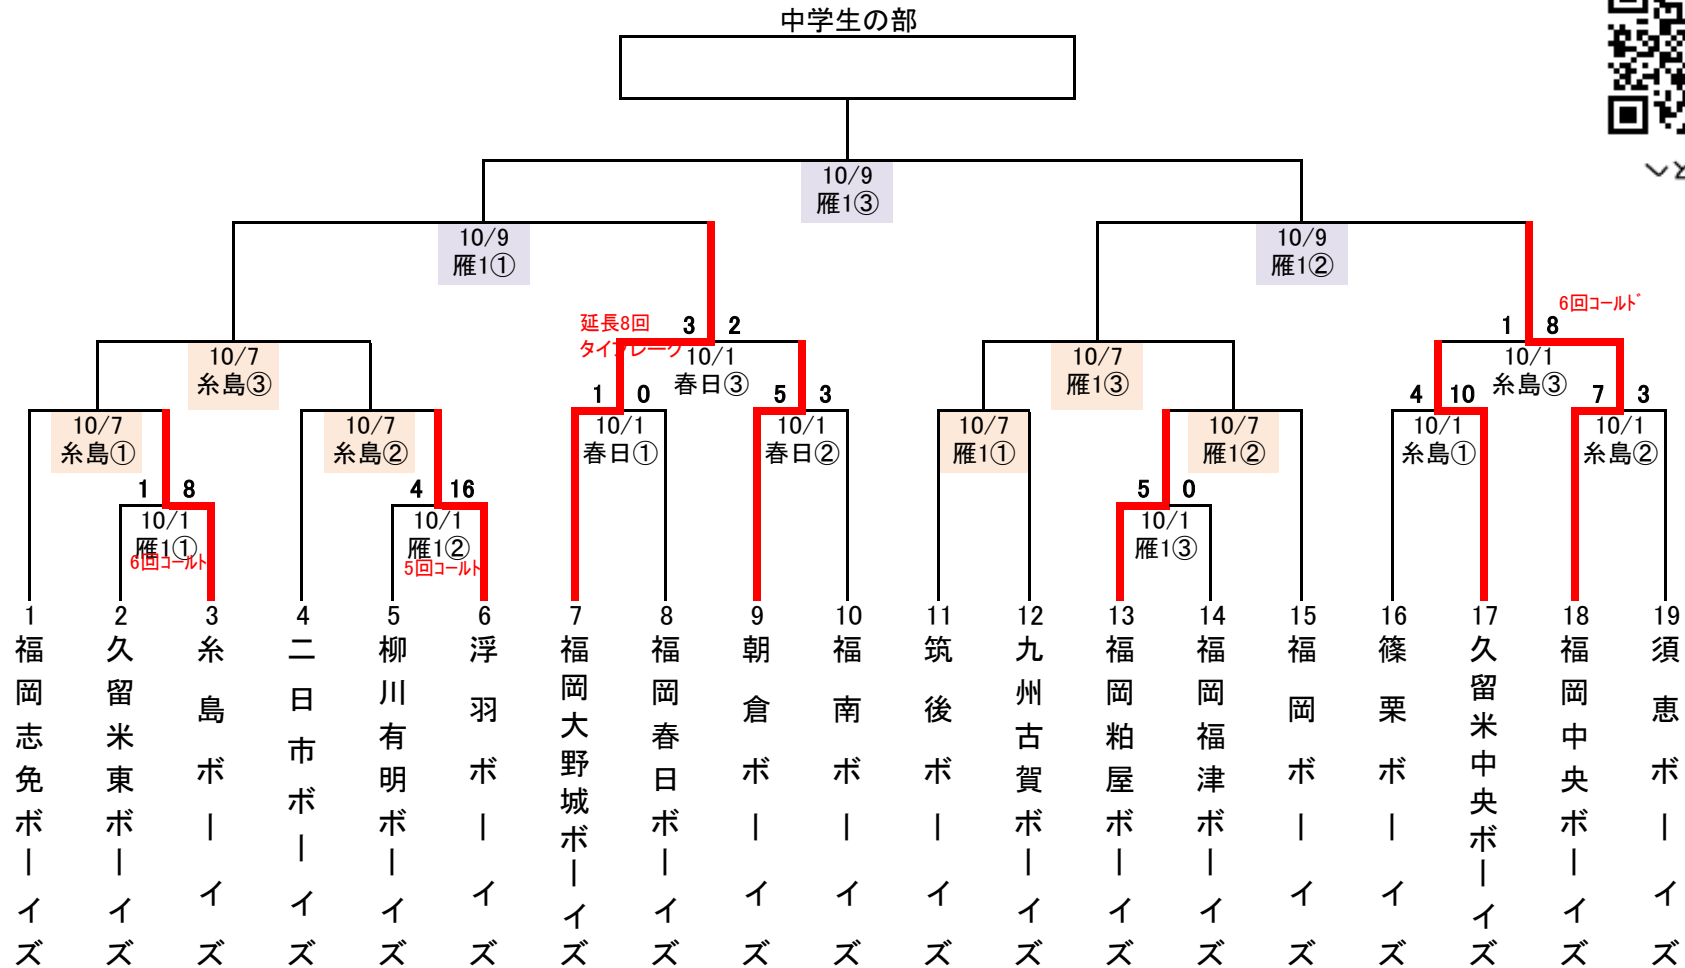 中学生の部
10/9
雁1③
10/9
雁1①
10/9
雁1②
延長8回
タイブレーク
3 2
10/1
春日③
6回コールド
1 8
10/1
糸島③
10/7
糸島③
10/7
雁1③
10/7
糸島①
10/7
糸島②
1 0
10/1
春日①
5 3
10/1
春日②
10/7
雁1①
10/7
雁1②
4 10
10/1
糸島①
7 3
10/1
糸島②
1 8
10/1
雁1①
6回コールド
4 16
10/1
雁1②
5回コールド
5 0
10/1
雁1③
1 福岡志免ボーイズ
2 久留米東ボーイズ
3 糸島ボーイズ
4 二日市ボーイズ
5 柳川有明ボーイズ
6 浮羽ボーイズ
7 福岡大野城ボーイズ
8 福岡春日ボーイズ
9 朝倉ボーイズ
10 福南ボーイズ
11 筑後ボーイズ
12 九州古賀ボーイズ
13 福岡粕屋ボーイズ
14 福岡福津ボーイズ
15 福岡ボーイズ
16 篠栗ボーイズ
17 久留米中央ボーイズ
18 福岡中央ボーイズ
19 須恵ボーイズ